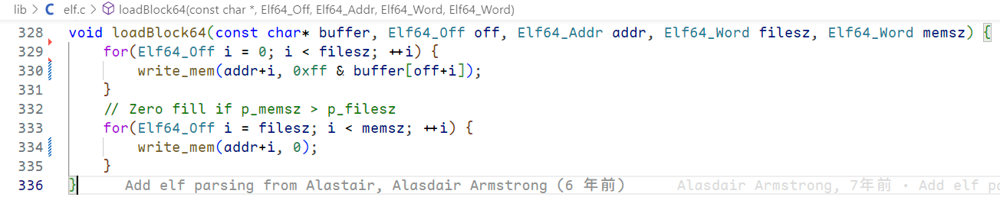 lib > C elf.c > loadBlock64(const char *, Elf64_Off, Elf64_Addr, Elf64_Word, Elf64_Word)
328 void loadBlock64(const char* buffer, Elf64_Off off, Elf64_Addr addr, Elf64_Word filesz, Elf64_Word memsz) {
329     for(Elf64_Off i = 0; i < filesz; ++i) {
330         write_mem(addr+i, 0xff & buffer[off+i]);
331     }
332     // Zero fill if p_memsz > p_filesz
333     for(Elf64_Off i = filesz; i < memsz; ++i) {
334         write_mem(addr+i, 0);
335     }
336 } Add elf parsing from Alastair, Alasdair Armstrong (6 年前) Alasdair Armstrong, 7年前 · Add elf